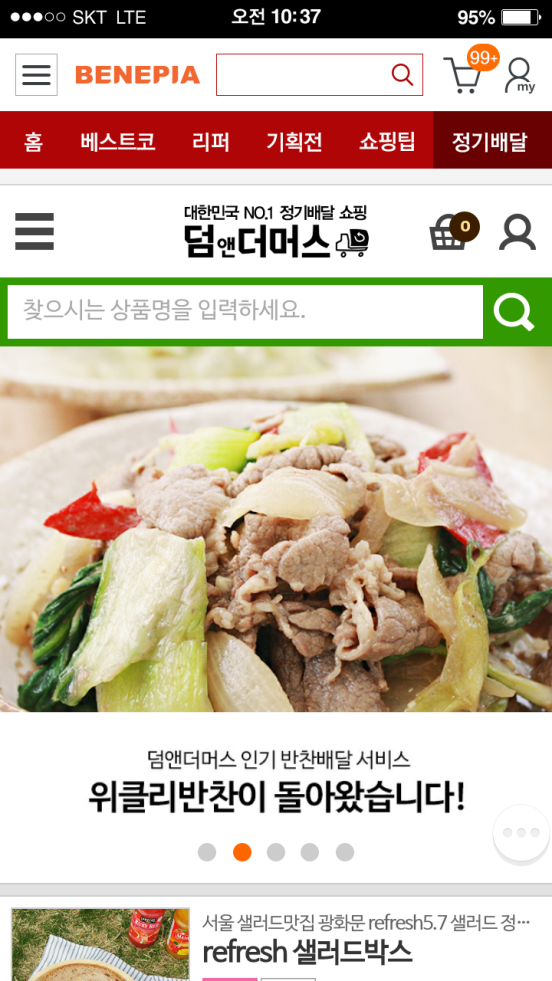 SKT LTE 오전 10:37 95%
BENEPIA 99+ my
홈 베스트코 리퍼 기획전 쇼핑팁 정기배달
대한민국 NO.1 정기배달 쇼핑
덤앤더머스 0
찾으시는 상품명을 입력하세요.
덤앤더머스 인기 반찬배달 서비스
위클리반찬이 돌아왔습니다!
서울 샐러드맛집 광화문 refresh5.7 샐러드 정…
refresh 샐러드박스